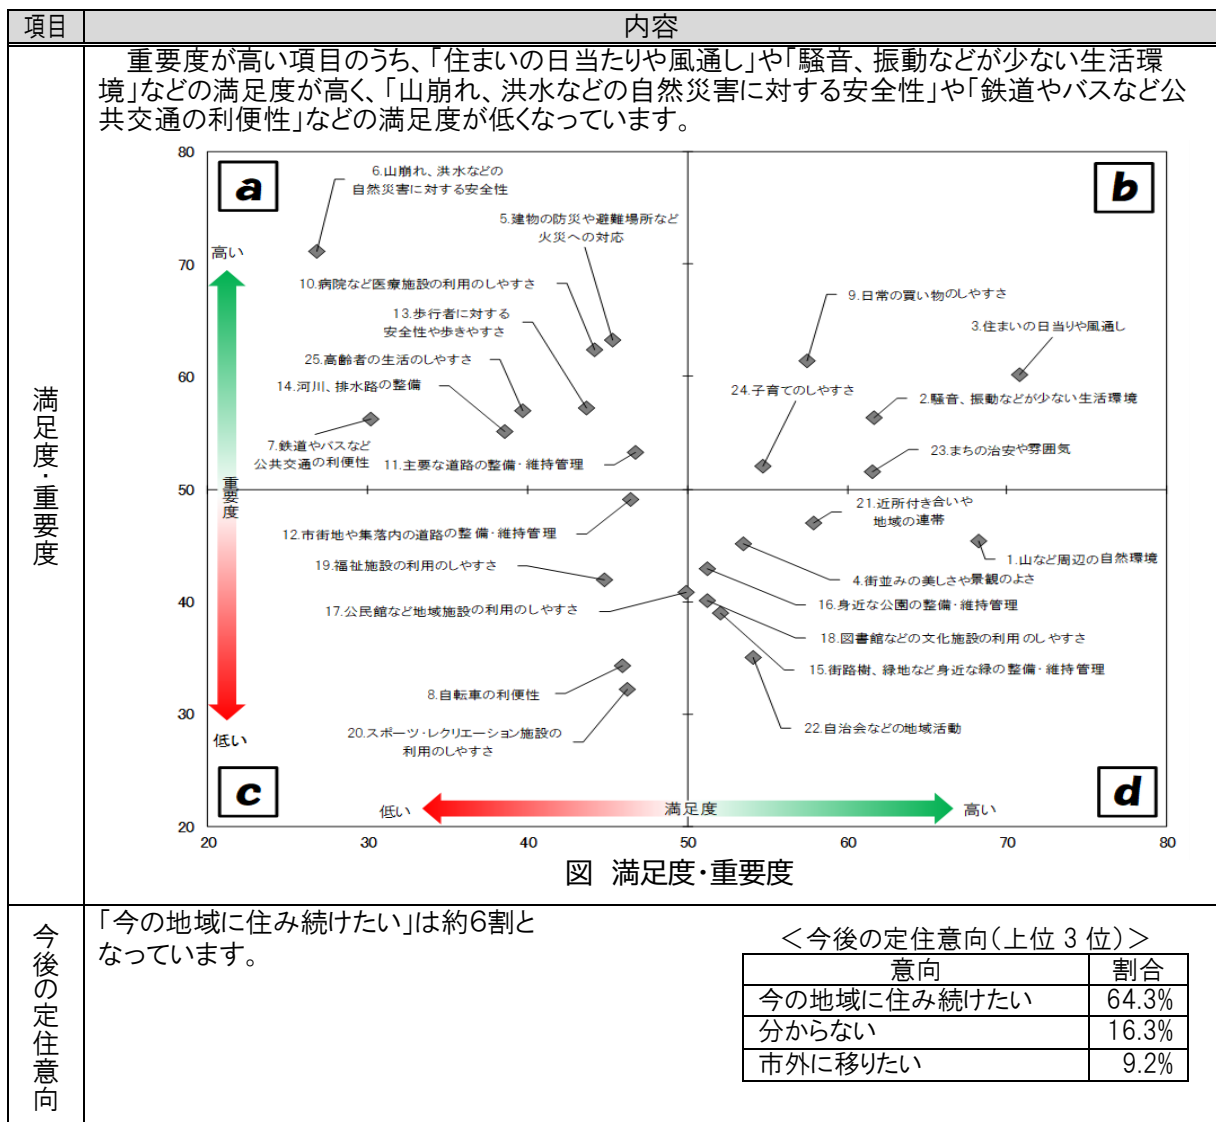 項目
内容
満足度・重要度
重要度が高い項目のうち、「住まいの日当たりや風通し」や「騒音、振動などが少ない生活環
境」などの満足度が高く、「山崩れ、洪水などの自然災害に対する安全性」や「鉄道やバスなど公
共交通の利便性」などの満足度が低くなっています。
80
70
60
50
40
30
20
a
b
c
d
高い
重要度
低い
6.山崩れ、洪水などの
自然災害に対する安全性
5.建物の防災や避難場所など
火災への対応
10.病院など医療施設の利用のしやすさ
13.歩行者に対する
安全性や歩きやすさ
25.高齢者の生活のしやすさ
14.河川、排水路の整備
7.鉄道やバスなど
公共交通の利便性
11.主要な道路の整備・維持管理
9.日常の買い物のしやすさ
3.住まいの日当りや風通し
24.子育てのしやすさ
2.騒音、振動などが少ない生活環境
23.まちの治安や雰囲気
12.市街地や集落内の道路の整備・維持管理
19.福祉施設の利用のしやすさ
17.公民館など地域施設の利用のしやすさ
8.自転車の利便性
20.スポーツ・レクリエーション施設の
利用のしやすさ
21.近所付き合いや
地域の連帯
1.山など周辺の自然環境
4.街並みの美しさや景観のよさ
16.身近な公園の整備・維持管理
18.図書館などの文化施設の利用のしやすさ
15.街路樹、緑地など身近な緑の整備・維持管理
22.自治会などの地域活動
低い
満足度
高い
20
30
40
50
60
70
80
図 満足度・重要度
今後の定住意向
「今の地域に住み続けたい」は約6割と
なっています。
＜今後の定住意向（上位 3 位）＞
意向 割合
今の地域に住み続けたい 64.3%
分からない 16.3%
市外に移りたい 9.2%